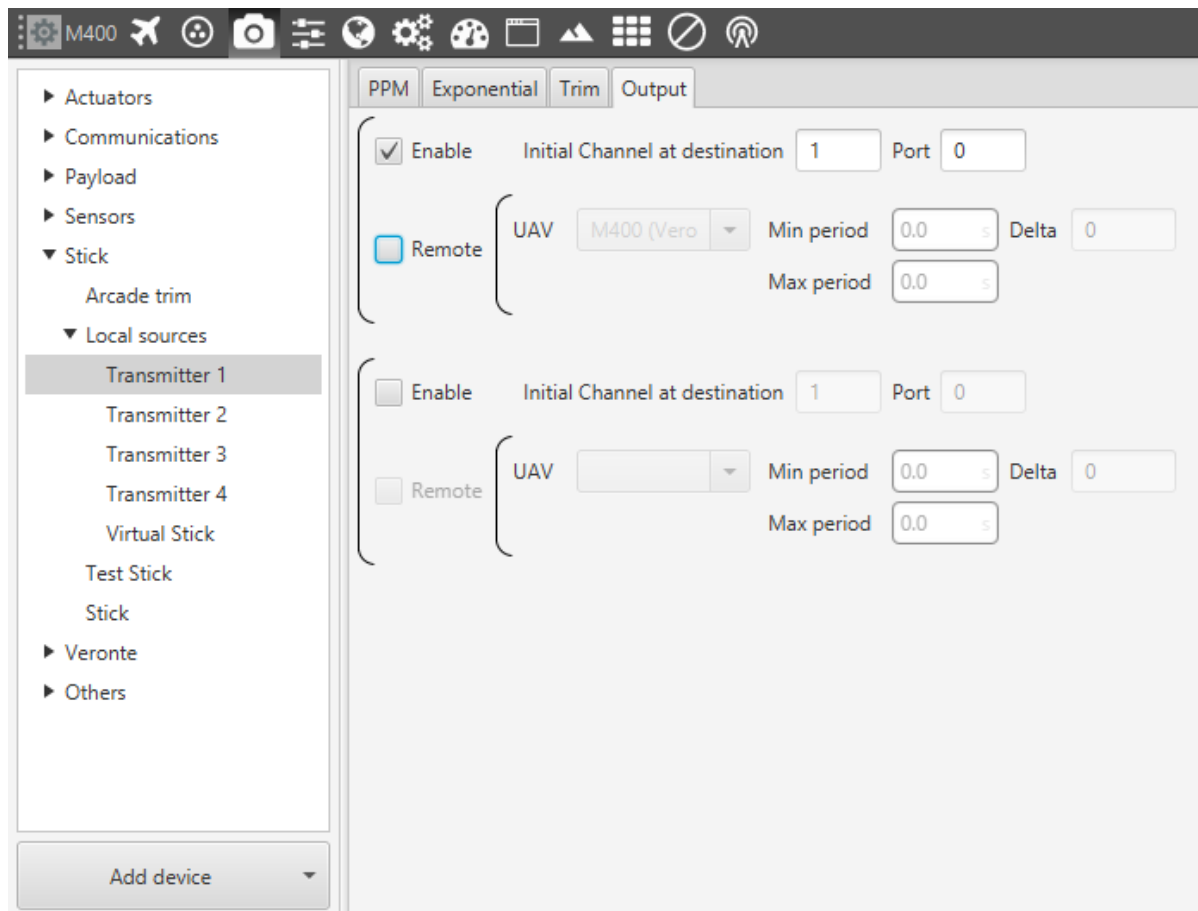 M400
Actuators
Communications
Payload
Sensors
Stick
Arcade trim
Local sources
Transmitter 1
Transmitter 2
Transmitter 3
Transmitter 4
Virtual Stick
Test Stick
Stick
Veronte
Others
Add device
PPM Exponential Trim Output
Enable Initial Channel at destination 1 Port 0
Remote UAV M400 (Vero Min period 0.0 s Delta 0
Max period 0.0 s
Enable Initial Channel at destination 1 Port 0
Remote UAV Min period 0.0 s Delta 0
Max period 0.0 s